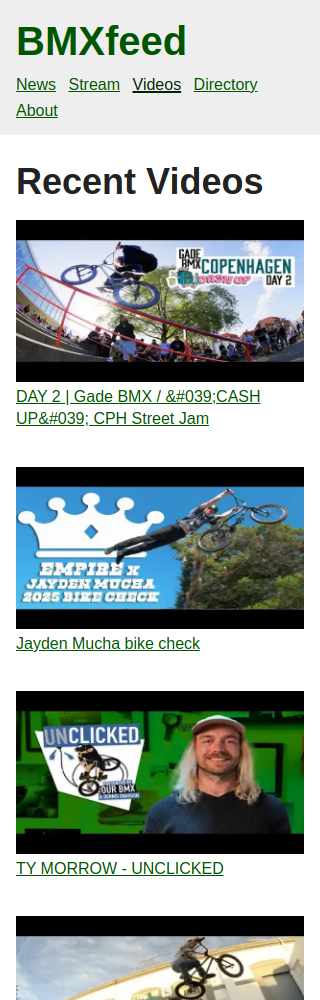 BMXfeed
News Stream Videos Directory
About
Recent Videos
GADE
BMX
COPENHAGEN
DAY 2
DAY 2 | Gade BMX / &#039;CASH
UP&#039; CPH Street Jam
EMPIRE x
JAYDEN MUCHA
2025 BIKE CHECK
Jayden Mucha bike check
UNCLICKED
OUR BMX
TY MORROW - UNCLICKED